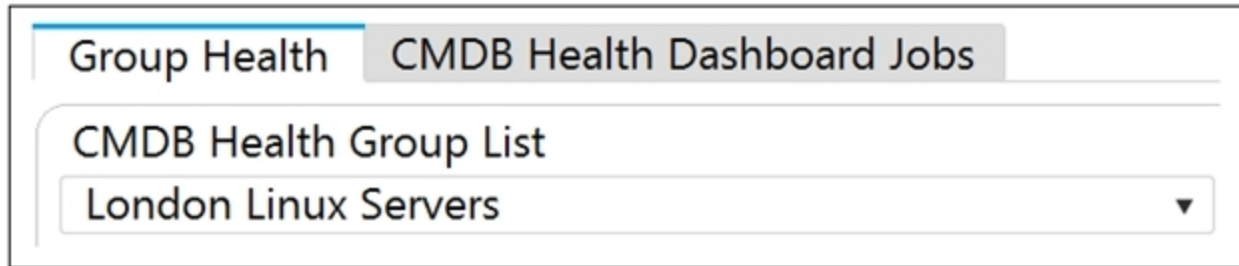 Group Health CMDB Health Dashboard Jobs
CMDB Health Group List
London Linux Servers